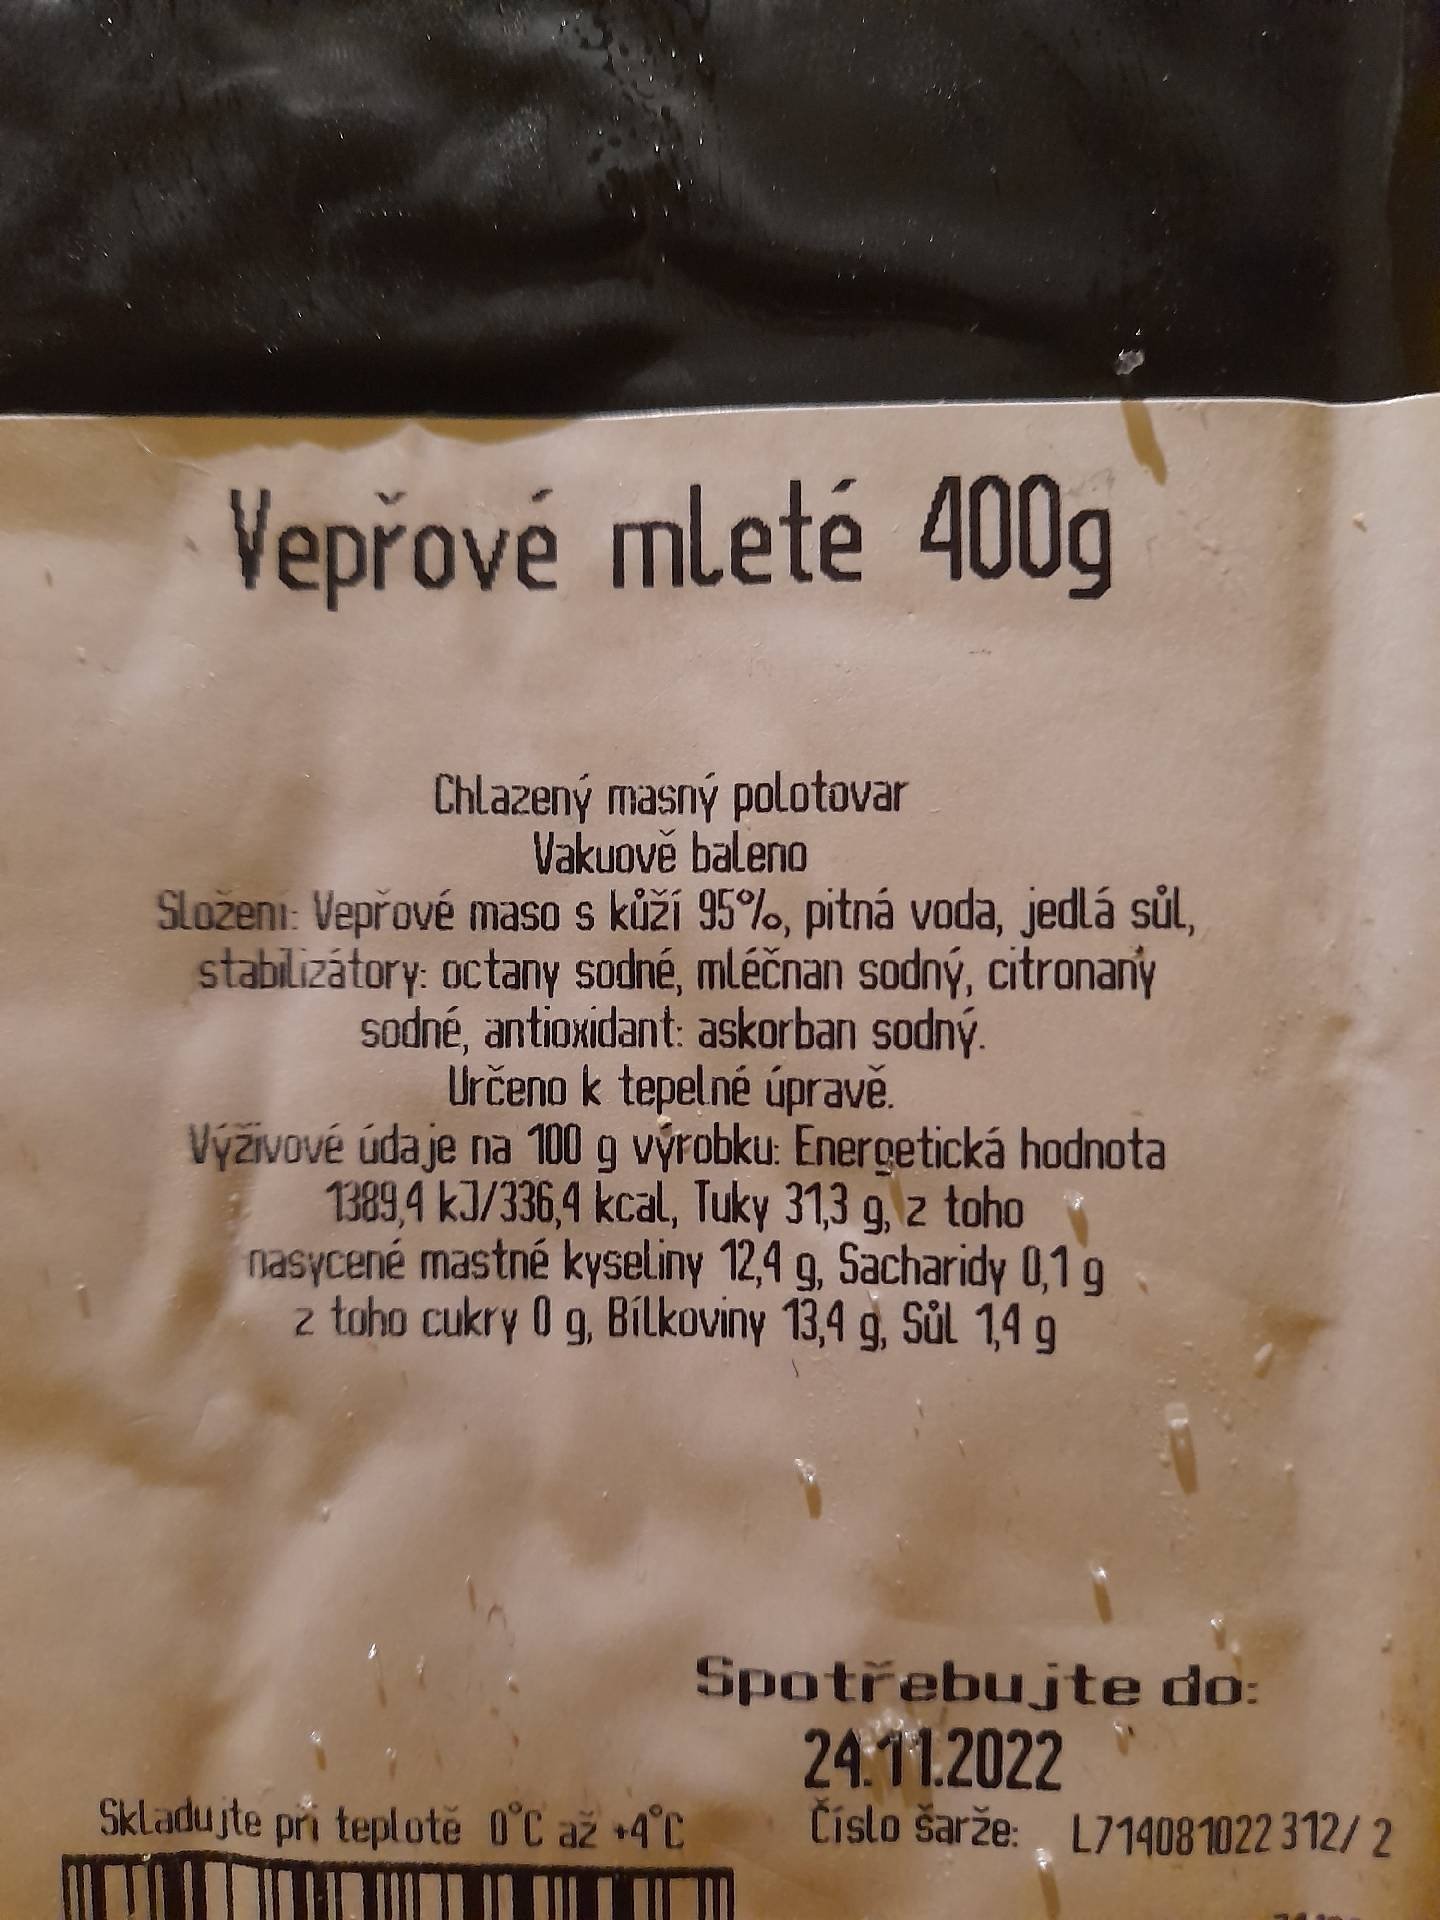 Vepřové mleté 400g
Chlazený masný polotovar
Vakuově baleno
Složení: Vepřové maso s kůží 95%, pitná voda, jedlá sůl,
stabilizátory: octany sodné, mléčnan sodný, citronany
sodné, antioxidant: askorban sodný.
Určeno k tepelné úpravě.
Výživové údaje na 100 g výrobku: Energetická hodnota
1389,4 kJ/336,4 kcal, Tuky 31,3 g, z toho
nasycené mastné kyseliny 12,4 g, Sacharidy 0,1 g
z toho cukry 0 g, Bílkoviny 13,4 g, Sůl 1,4 g
Spotřebujte do:
24.11.2022
Skladujte při teplotě 0°C až +4°C
Číslo šarže: L714081022312/ 2